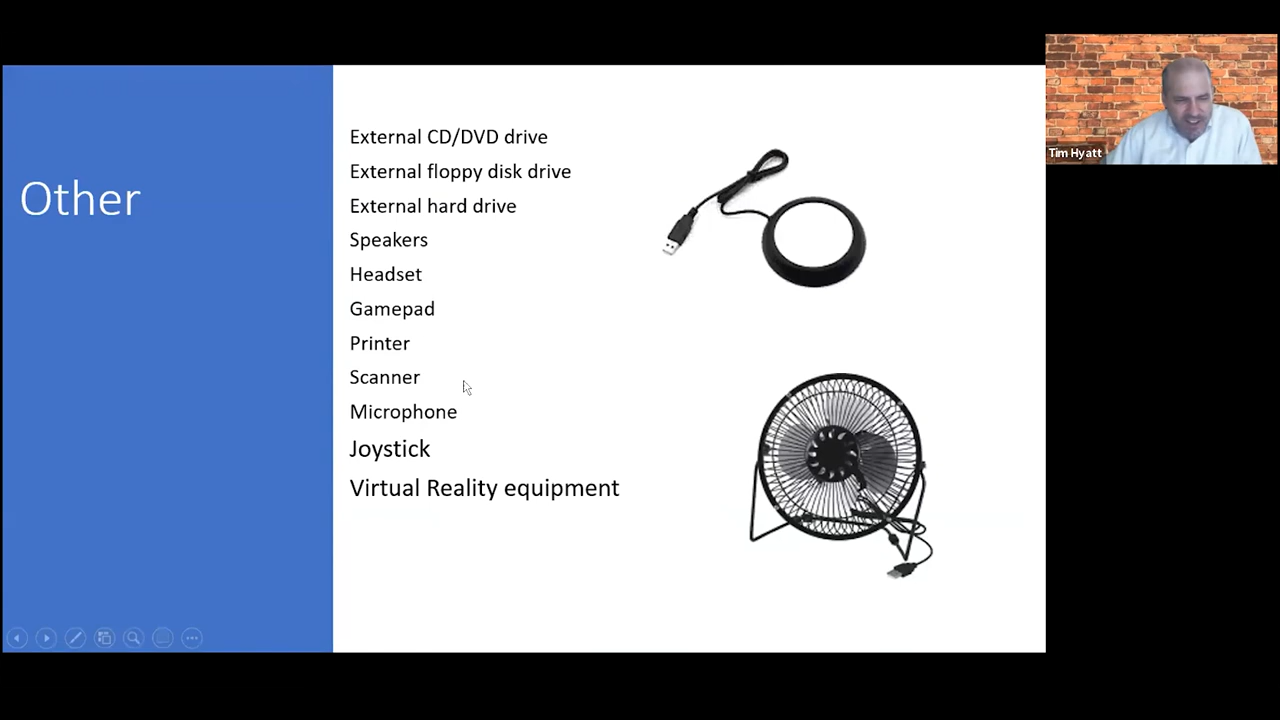 Other
External CD/DVD drive
External floppy disk drive
External hard drive
Speakers
Headset
Gamepad
Printer
Scanner
Microphone
Joystick
Virtual Reality equipment
Tim Hyatt